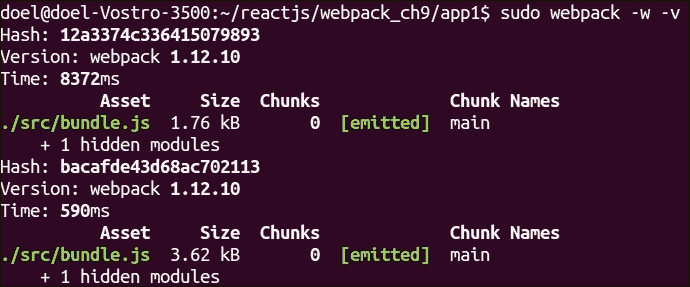 doel@doel-Vostro-3500:~/reactjs/webpack_ch9/app1$ sudo webpack -w -v
Hash: 12a3374c336415079893
Version: webpack 1.12.10
Time: 8372ms
Asset Size Chunks Chunk Names
./src/bundle.js 1.76 kB 0 [emitted] main
+ 1 hidden modules
Hash: bacafde43d68ac702113
Version: webpack 1.12.10
Time: 590ms
Asset Size Chunks Chunk Names
./src/bundle.js 3.62 kB 0 [emitted] main
+ 1 hidden modules